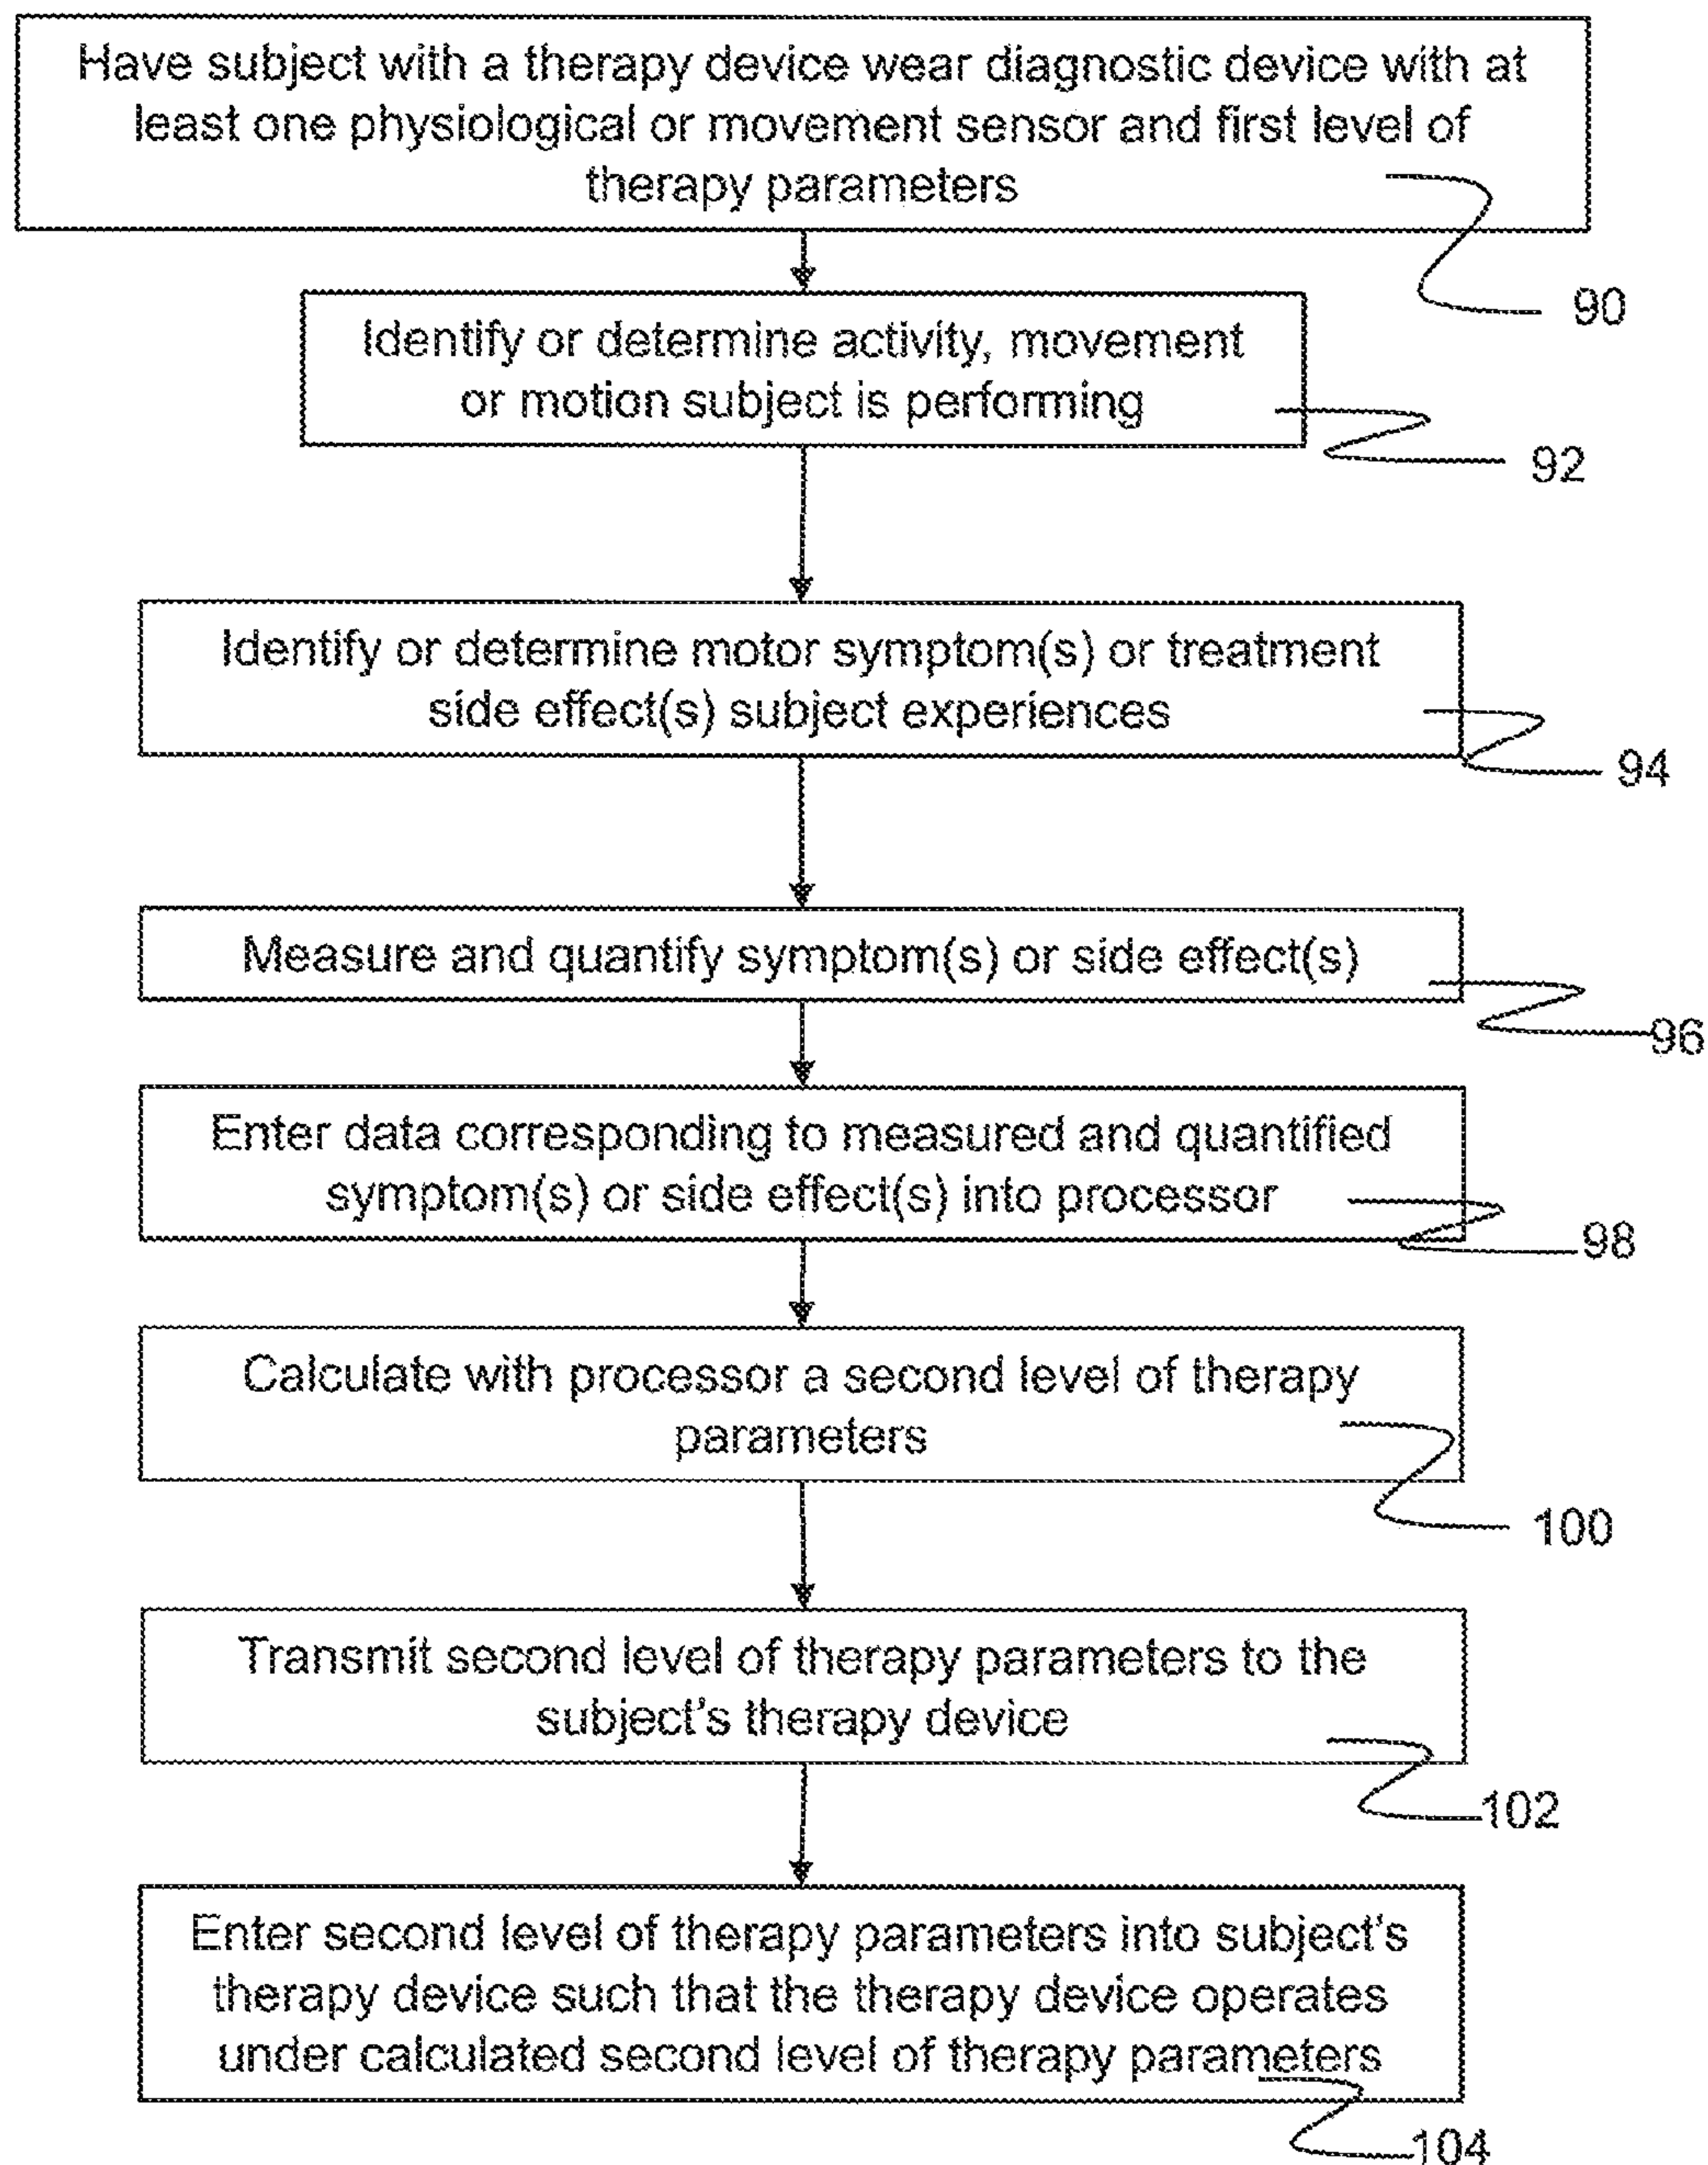 Have subject with a therapy device wear diagnostic device with at
least one physiological or movement sensor and first level of
therapy parameters
90
Identify or determine activity, movement
or motion subject is performing
92
Identify or determine motor symptom(s) or treatment
side effect(s) subject experiences
94
Measure and quantify symptom(s) or side effect(s)
96
Enter data corresponding to measured and quantified
symptom(s) or side effect(s) into processor
98
Calculate with processor a second level of therapy
parameters
100
Transmit second level of therapy parameters to the
subject's therapy device
102
Enter second level of therapy parameters into subject's
therapy device such that the therapy device operates
under calculated second level of therapy parameters
104